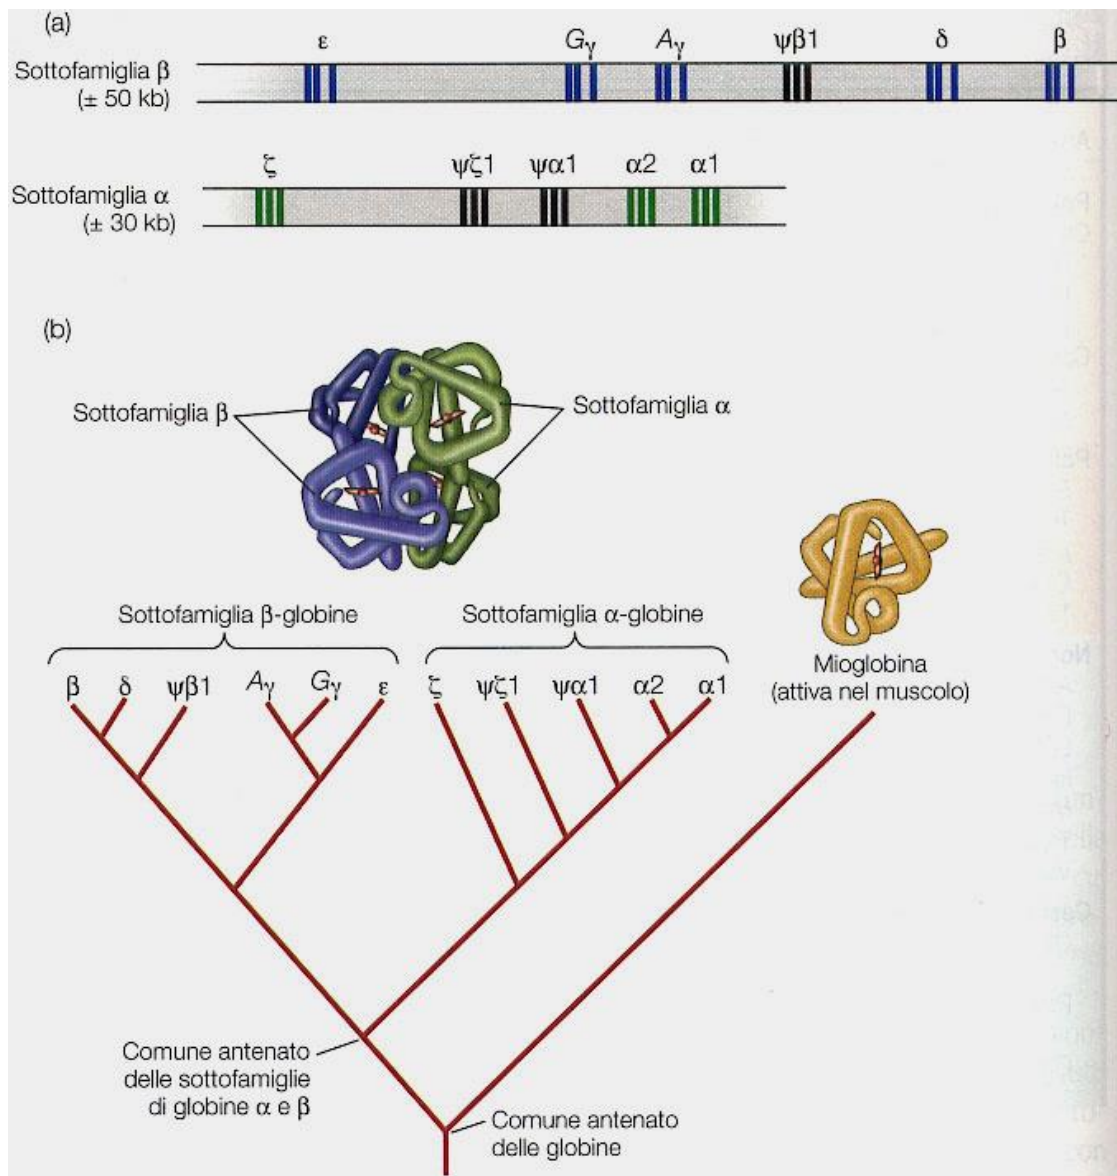 (a)
ε Gγ Aγ ψβ1 δ β
Sottofamiglia β
(± 50 kb)
ζ ψζ1 ψα1 α2 α1
Sottofamiglia α
(± 30 kb)
(b)
Sottofamiglia β
Sottofamiglia α
Sottofamiglia β-globine
Sottofamiglia α-globine
Mioglobina
(attiva nel muscolo)
β δ ψβ1 Aγ Gγ ε ζ ψζ1 ψα1 α2 α1
Comune antenato
delle sottofamiglie
di globine α e β
Comune antenato
delle globine